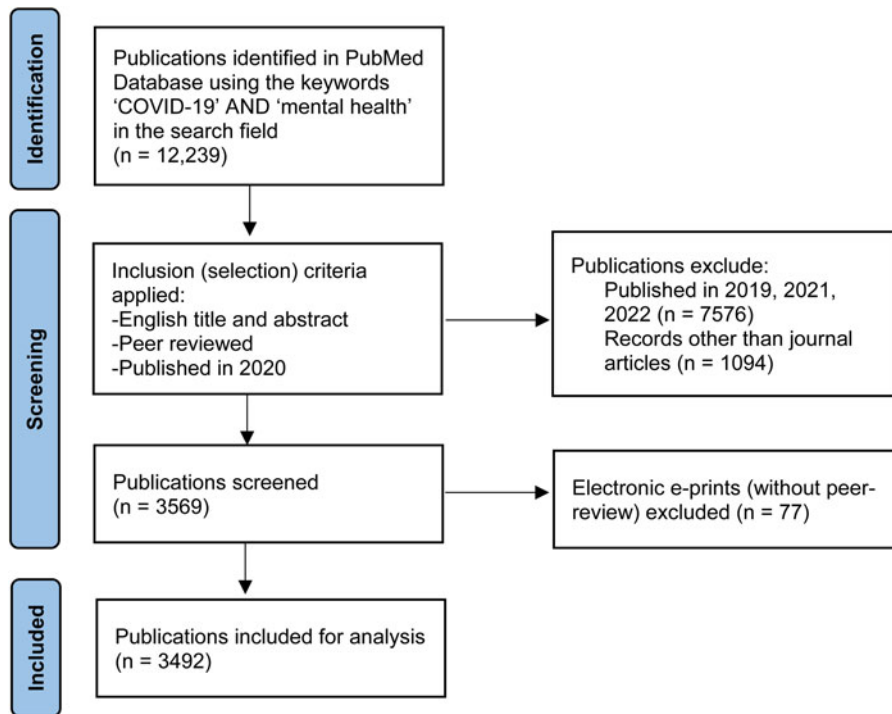 Identification
Publications identified in PubMed
Database using the keywords
‘COVID-19’ AND ‘mental health’
in the search field
(n = 12,239)
Screening
Inclusion (selection) criteria
applied:
-English title and abstract
-Peer reviewed
-Published in 2020
Publications exclude:
Published in 2019, 2021,
2022 (n = 7576)
Records other than journal
articles (n = 1094)
Publications screened
(n = 3569)
Electronic e-prints (without peer-
review) excluded (n = 77)
Included
Publications included for analysis
(n = 3492)